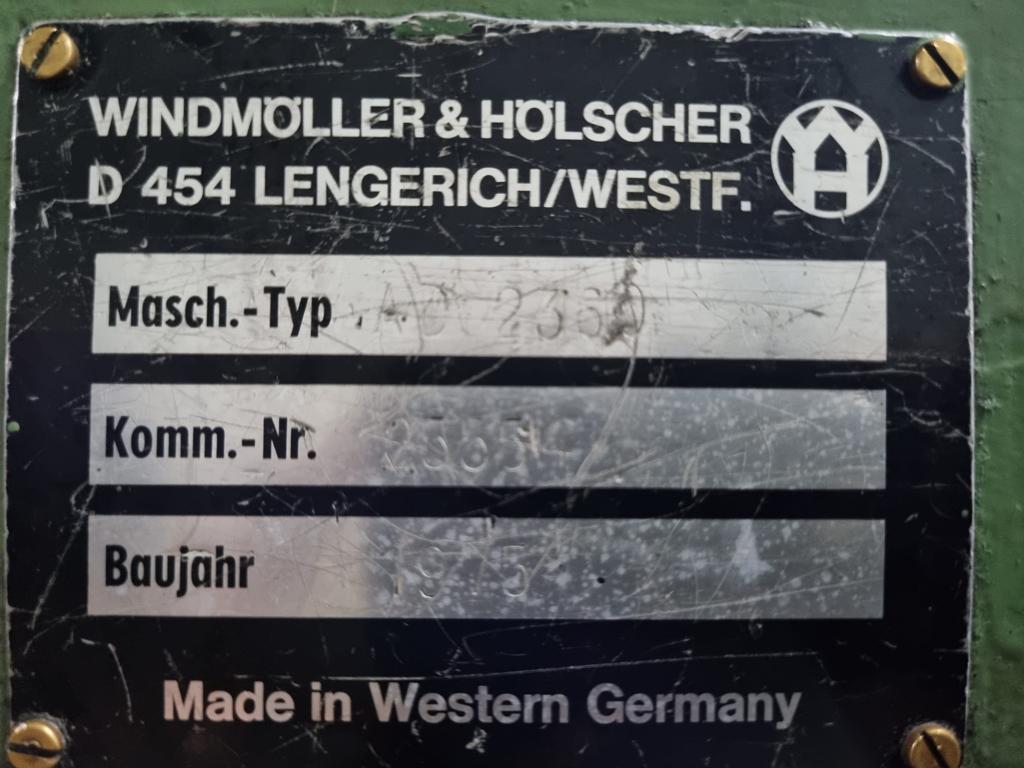 WINDMÖLLER & HÖLSCHER
D 454 LENGERICH/WESTF.
Masch.-Typ
Komm.-Nr.
Baujahr
Made in Western Germany